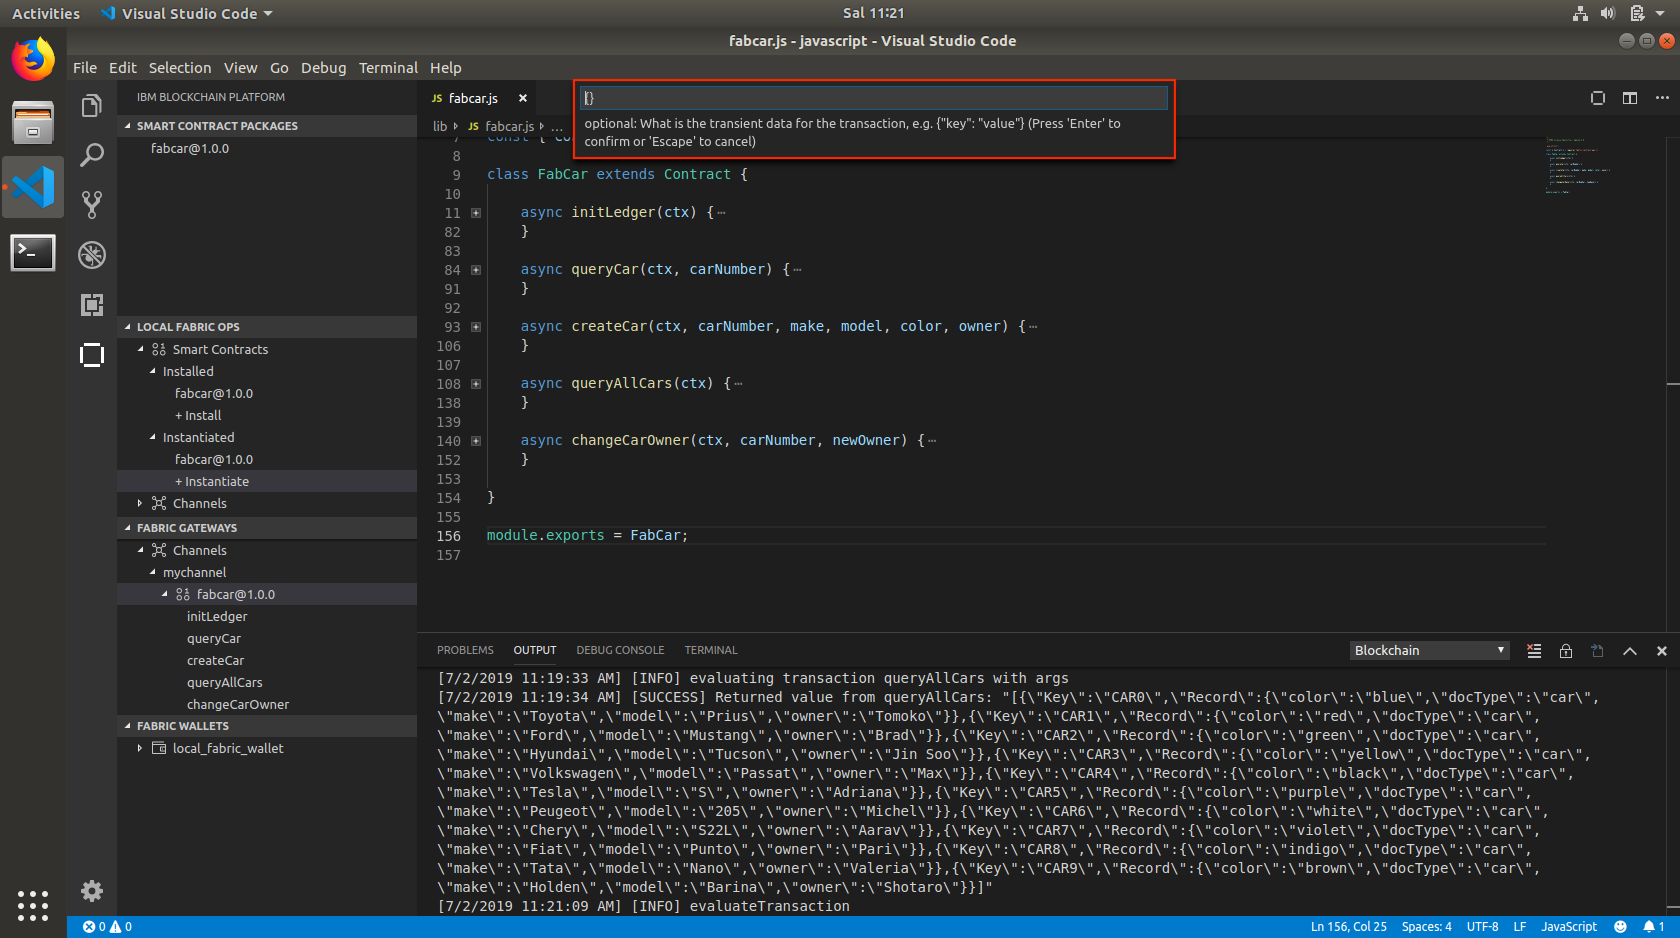 Activities
Visual Studio Code
Sal 11:21
fabcar.js - javascript - Visual Studio Code
File Edit Selection View Go Debug Terminal Help
IBM BLOCKCHAIN PLATFORM
SMART CONTRACT PACKAGES
fabcar@1.0.0
LOCAL FABRIC OPS
Smart Contracts
Installed
fabcar@1.0.0
+ Install
Instantiated
fabcar@1.0.0
+ Instantiate
Channels
FABRIC GATEWAYS
Channels
mychannel
fabcar@1.0.0
initLedger
queryCar
createCar
queryAllCars
changeCarOwner
FABRIC WALLETS
local_fabric_wallet
JS fabcar.js
{}
optional: What is the transient data for the transaction, e.g. {"key": "value"} (Press 'Enter' to
confirm or 'Escape' to cancel)
lib JS fabcar.js ...
8
9 class FabCar extends Contract {
10
11 async initLedger(ctx) {…
82 }
83
84 async queryCar(ctx, carNumber) {…
91 }
92
93 async createCar(ctx, carNumber, make, model, color, owner) {…
106 }
107
108 async queryAllCars(ctx) {…
138 }
139
140 async changeCarOwner(ctx, carNumber, newOwner) {…
152 }
153
154 }
155
156 module.exports = FabCar;
157
PROBLEMS OUTPUT DEBUG CONSOLE TERMINAL
Blockchain
[7/2/2019 11:19:33 AM] [INFO] evaluating transaction queryAllCars with args
[7/2/2019 11:19:34 AM] [SUCCESS] Returned value from queryAllCars: "[{\"Key\":\"CAR0\",\"Record\":{\"color\":\"blue\",\"docType\":\"car\",
\"make\":\"Toyota\",\"model\":\"Prius\",\"owner\":\"Tomoko\"}},{\"Key\":\"CAR1\",\"Record\":{\"color\":\"red\",\"docType\":\"car\",
\"make\":\"Ford\",\"model\":\"Mustang\",\"owner\":\"Brad\"}},{\"Key\":\"CAR2\",\"Record\":{\"color\":\"green\",\"docType\":\"car\",
\"make\":\"Hyundai\",\"model\":\"Tucson\",\"owner\":\"Jin Soo\"}},{\"Key\":\"CAR3\",\"Record\":{\"color\":\"yellow\",\"docType\":\"car\",
\"make\":\"Volkswagen\",\"model\":\"Passat\",\"owner\":\"Max\"}},{\"Key\":\"CAR4\",\"Record\":{\"color\":\"black\",\"docType\":\"car\",
\"make\":\"Tesla\",\"model\":\"S\",\"owner\":\"Adriana\"}},{\"Key\":\"CAR5\",\"Record\":{\"color\":\"purple\",\"docType\":\"car\",
\"make\":\"Peugeot\",\"model\":\"205\",\"owner\":\"Michel\"}},{\"Key\":\"CAR6\",\"Record\":{\"color\":\"white\",\"docType\":\"car\",
\"make\":\"Chery\",\"model\":\"S22L\",\"owner\":\"Aarav\"}},{\"Key\":\"CAR7\",\"Record\":{\"color\":\"violet\",\"docType\":\"car\",
\"make\":\"Fiat\",\"model\":\"Punto\",\"owner\":\"Pari\"}},{\"Key\":\"CAR8\",\"Record\":{\"color\":\"indigo\",\"docType\":\"car\",
\"make\":\"Tata\",\"model\":\"Nano\",\"owner\":\"Valeria\"}},{\"Key\":\"CAR9\",\"Record\":{\"color\":\"brown\",\"docType\":\"car\",
\"make\":\"Holden\",\"model\":\"Barina\",\"owner\":\"Shotaro\"}}]"
[7/2/2019 11:21:09 AM] [INFO] evaluateTransaction
0 0
Ln 156, Col 25 Spaces: 4 UTF-8 LF JavaScript 1